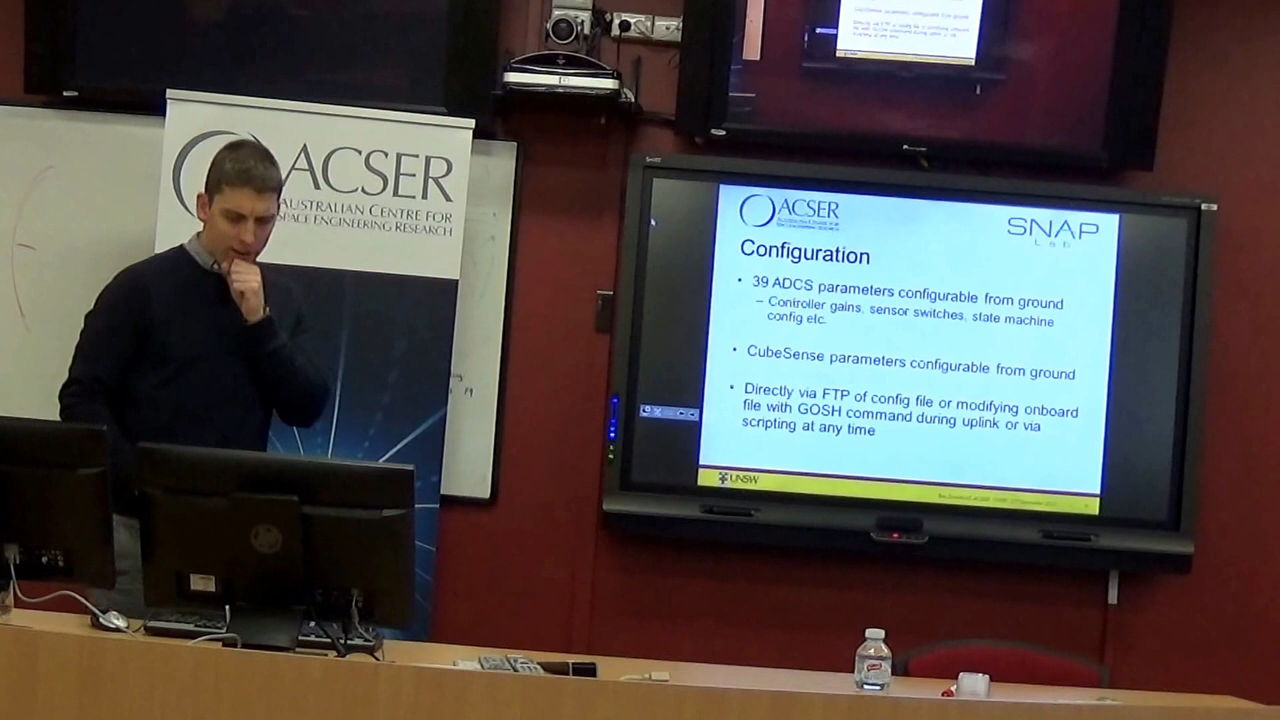 ACSER
AUSTRALIAN CENTRE FOR
SPACE ENGINEERING RESEARCH
ACSER
SNAP
Lab
Configuration
• 39 ADCS parameters configurable from ground
– Controller gains, sensor switches, state machine
config etc.
• CubeSense parameters configurable from ground
• Directly via FTP of config file or modifying onboard
file with GOSH command during uplink or via
scripting at any time
UNSW